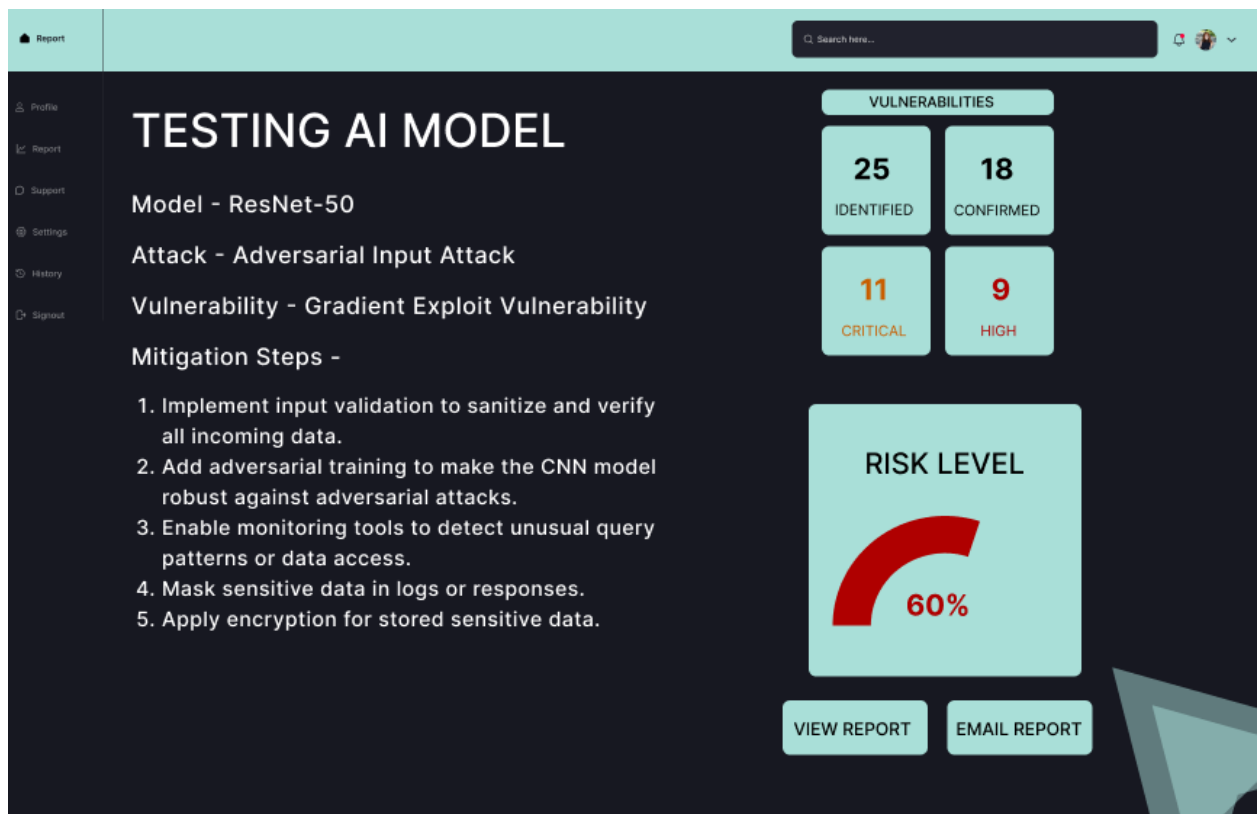 Report
Search here...
Profile
Report
Support
Settings
History
Signout
TESTING AI MODEL
Model - ResNet-50
Attack - Adversarial Input Attack
Vulnerability - Gradient Exploit Vulnerability
Mitigation Steps -
1. Implement input validation to sanitize and verify
all incoming data.
2. Add adversarial training to make the CNN model
robust against adversarial attacks.
3. Enable monitoring tools to detect unusual query
patterns or data access.
4. Mask sensitive data in logs or responses.
5. Apply encryption for stored sensitive data.
VULNERABILITIES
25
IDENTIFIED
18
CONFIRMED
11
CRITICAL
9
HIGH
RISK LEVEL
60%
VIEW REPORT
EMAIL REPORT